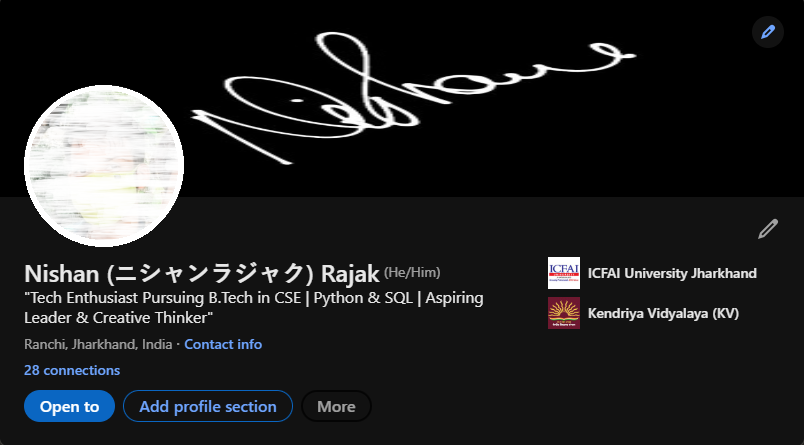 Nishan
Nishan (ニシャンラジャク) Rajak (He/Him)
"Tech Enthusiast Pursuing B.Tech in CSE | Python & SQL | Aspiring
Leader & Creative Thinker"
Ranchi, Jharkhand, India · Contact info
28 connections
Open to
Add profile section
More
ICFAI
ICFAI University Jharkhand
Kendriya Vidyalaya (KV)